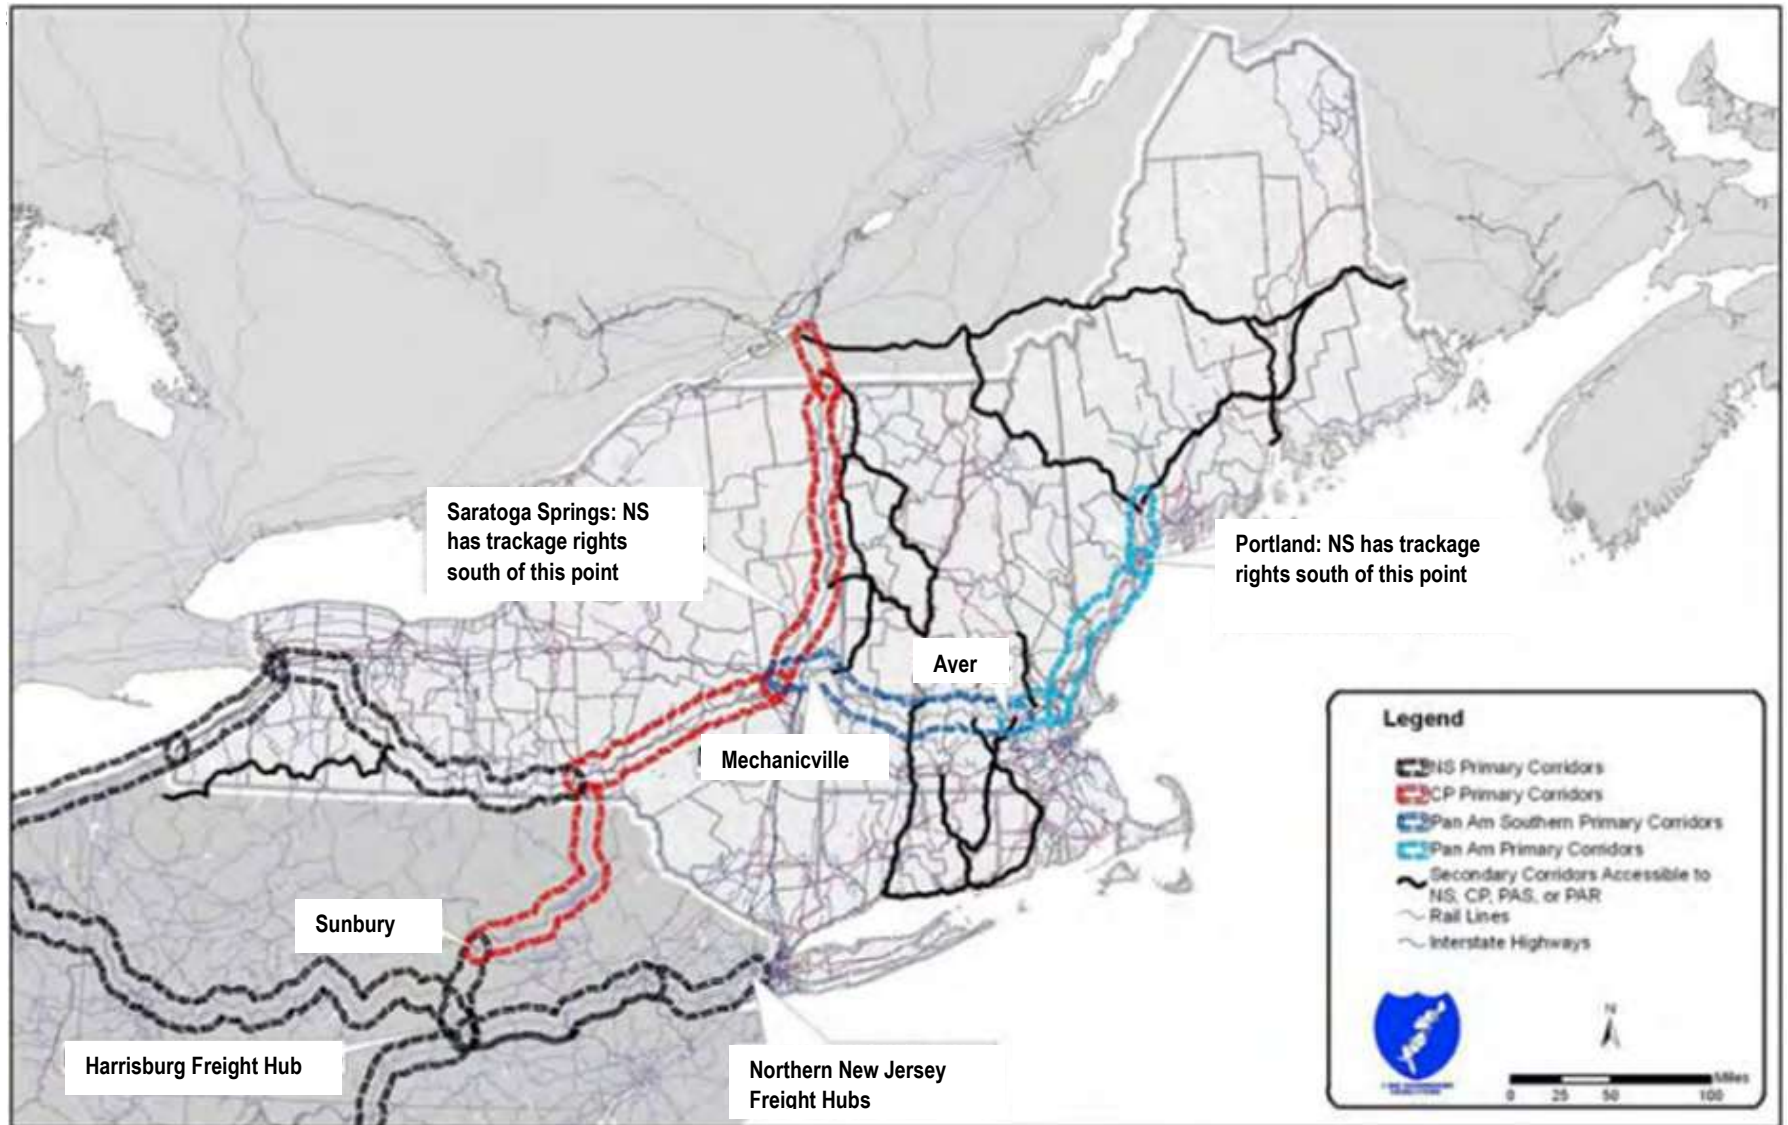 Saratoga Springs: NS
has trackage rights
south of this point
Portland: NS has trackage
rights south of this point
Ayer
Mechanicville
Sunbury
Harrisburg Freight Hub
Northern New Jersey
Freight Hubs
Legend
NS Primary Corridors
CP Primary Corridors
Pan Am Southern Primary Corridors
Pan Am Primary Corridors
Secondary Corridors Accessible to
NS, CP, PAS, or PAR
Rail Lines
Interstate Highways
N
Miles
0 25 50 100